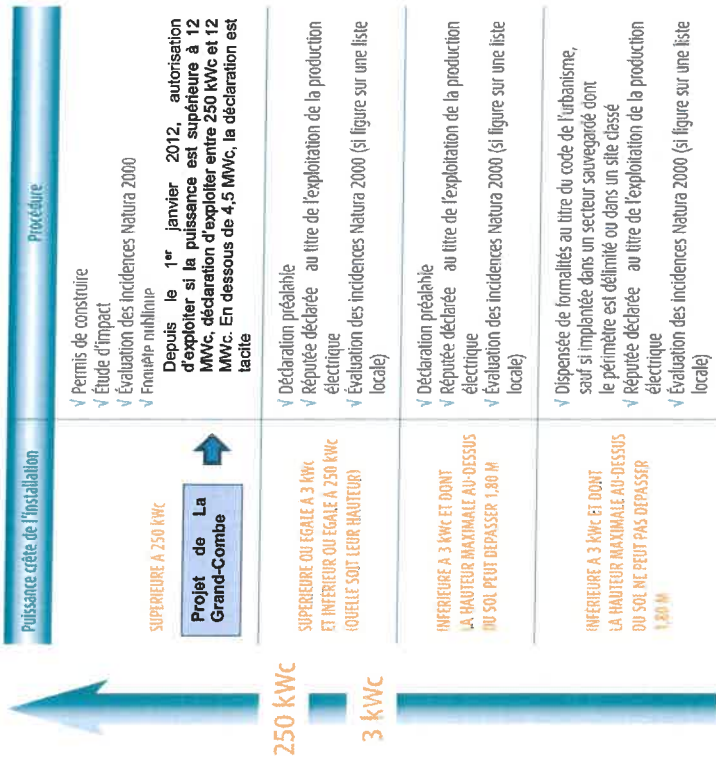 Puissance crête de l'installation
Procédure
SUPERIEURE A 250 kWc
Projet de La
Grand-Combe
√ Permis de construire
√ Étude d'impact
√ Évaluation des incidences Natura 2000
√ Enquête publique
Depuis le 1er janvier 2012, autorisation
d'exploiter si la puissance est supérieure à 12
MWc, déclaration d'exploiter entre 250 kWc et 12
MWc. En dessous de 4,5 MWc, la déclaration est
tacite
250 kWc
SUPERIEURE OU EGALE A 3 kWc
ET INFERIEUR OU EGALE A 250 kWc
(QUELLE SOIT LEUR HAUTEUR)
√ Déclaration préalable
√ Réputée déclarée au titre de l'exploitation de la production
électrique
√ Évaluation des incidences Natura 2000 (si figure sur une liste
locale)
3 kWc
INFERIEURE A 3 kWc ET DONT
LA HAUTEUR MAXIMALE AU-DESSUS
DU SOL PEUT DEPASSER 1,80 M
√ Déclaration préalable
√ Réputée déclarée au titre de l'exploitation de la production
électrique
√ Évaluation des incidences Natura 2000 (si figure sur une liste
locale)
INFERIEURE A 3 kWc ET DONT
LA HAUTEUR MAXIMALE AU-DESSUS
DU SOL NE PEUT PAS DEPASSER
1,80 M
√ Dispensée de formalités au titre du code de l'urbanisme,
sauf si implantée dans un secteur sauvegardé dont
le périmètre est délimité ou dans un site classé
√ Réputée déclarée au titre de l'exploitation de la production
électrique
√ Évaluation des incidences Natura 2000 (si figure sur une liste
locale)